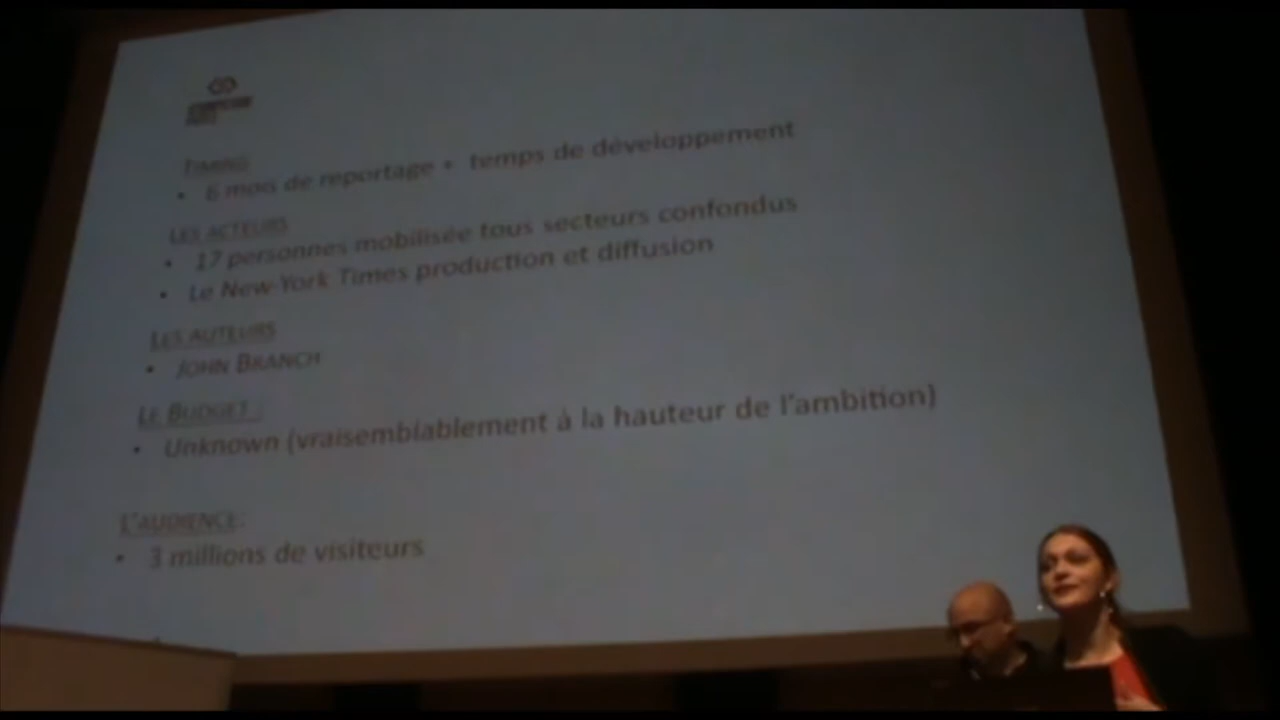 TIMING
• 6 mois de reportage + temps de développement
LES ACTEURS
• 17 personnes mobilisée tous secteurs confondus
• Le New-York Times production et diffusion
LES AUTEURS
• JOHN BRANCH
LE BUDGET :
• Unknown (vraisemblablement à la hauteur de l'ambition)
L'AUDIENCE:
• 3 millions de visiteurs